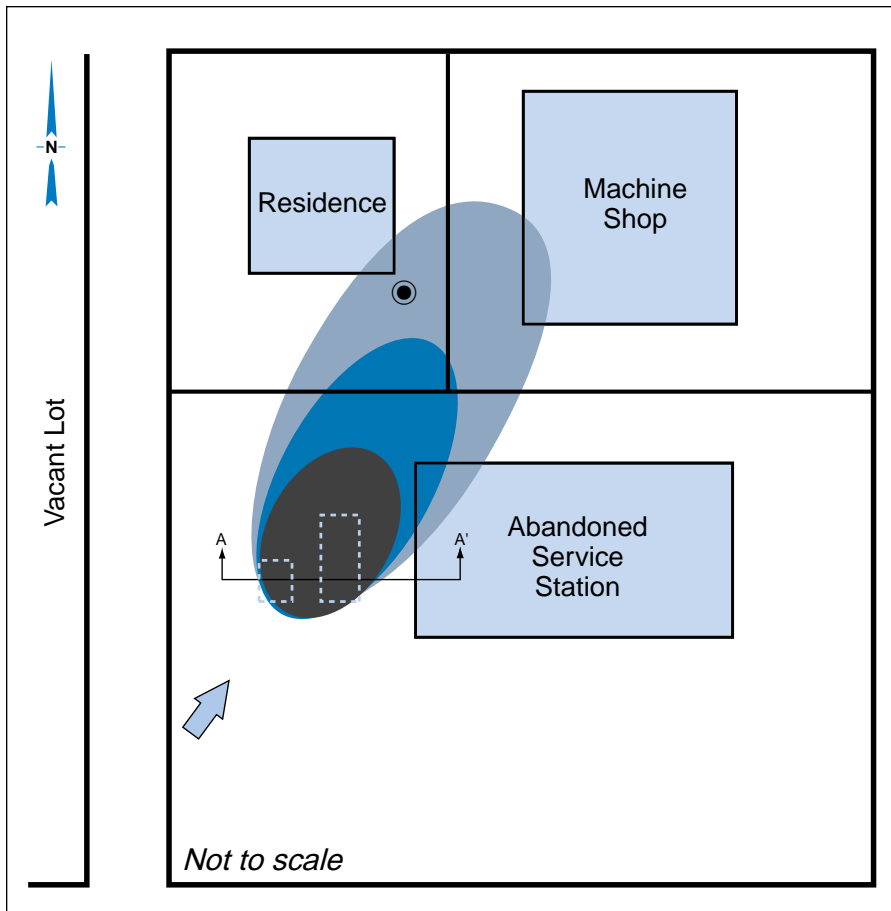 N
Residence
Machine
Shop
Vacant Lot
A
A'
Abandoned
Service
Station
Not to scale